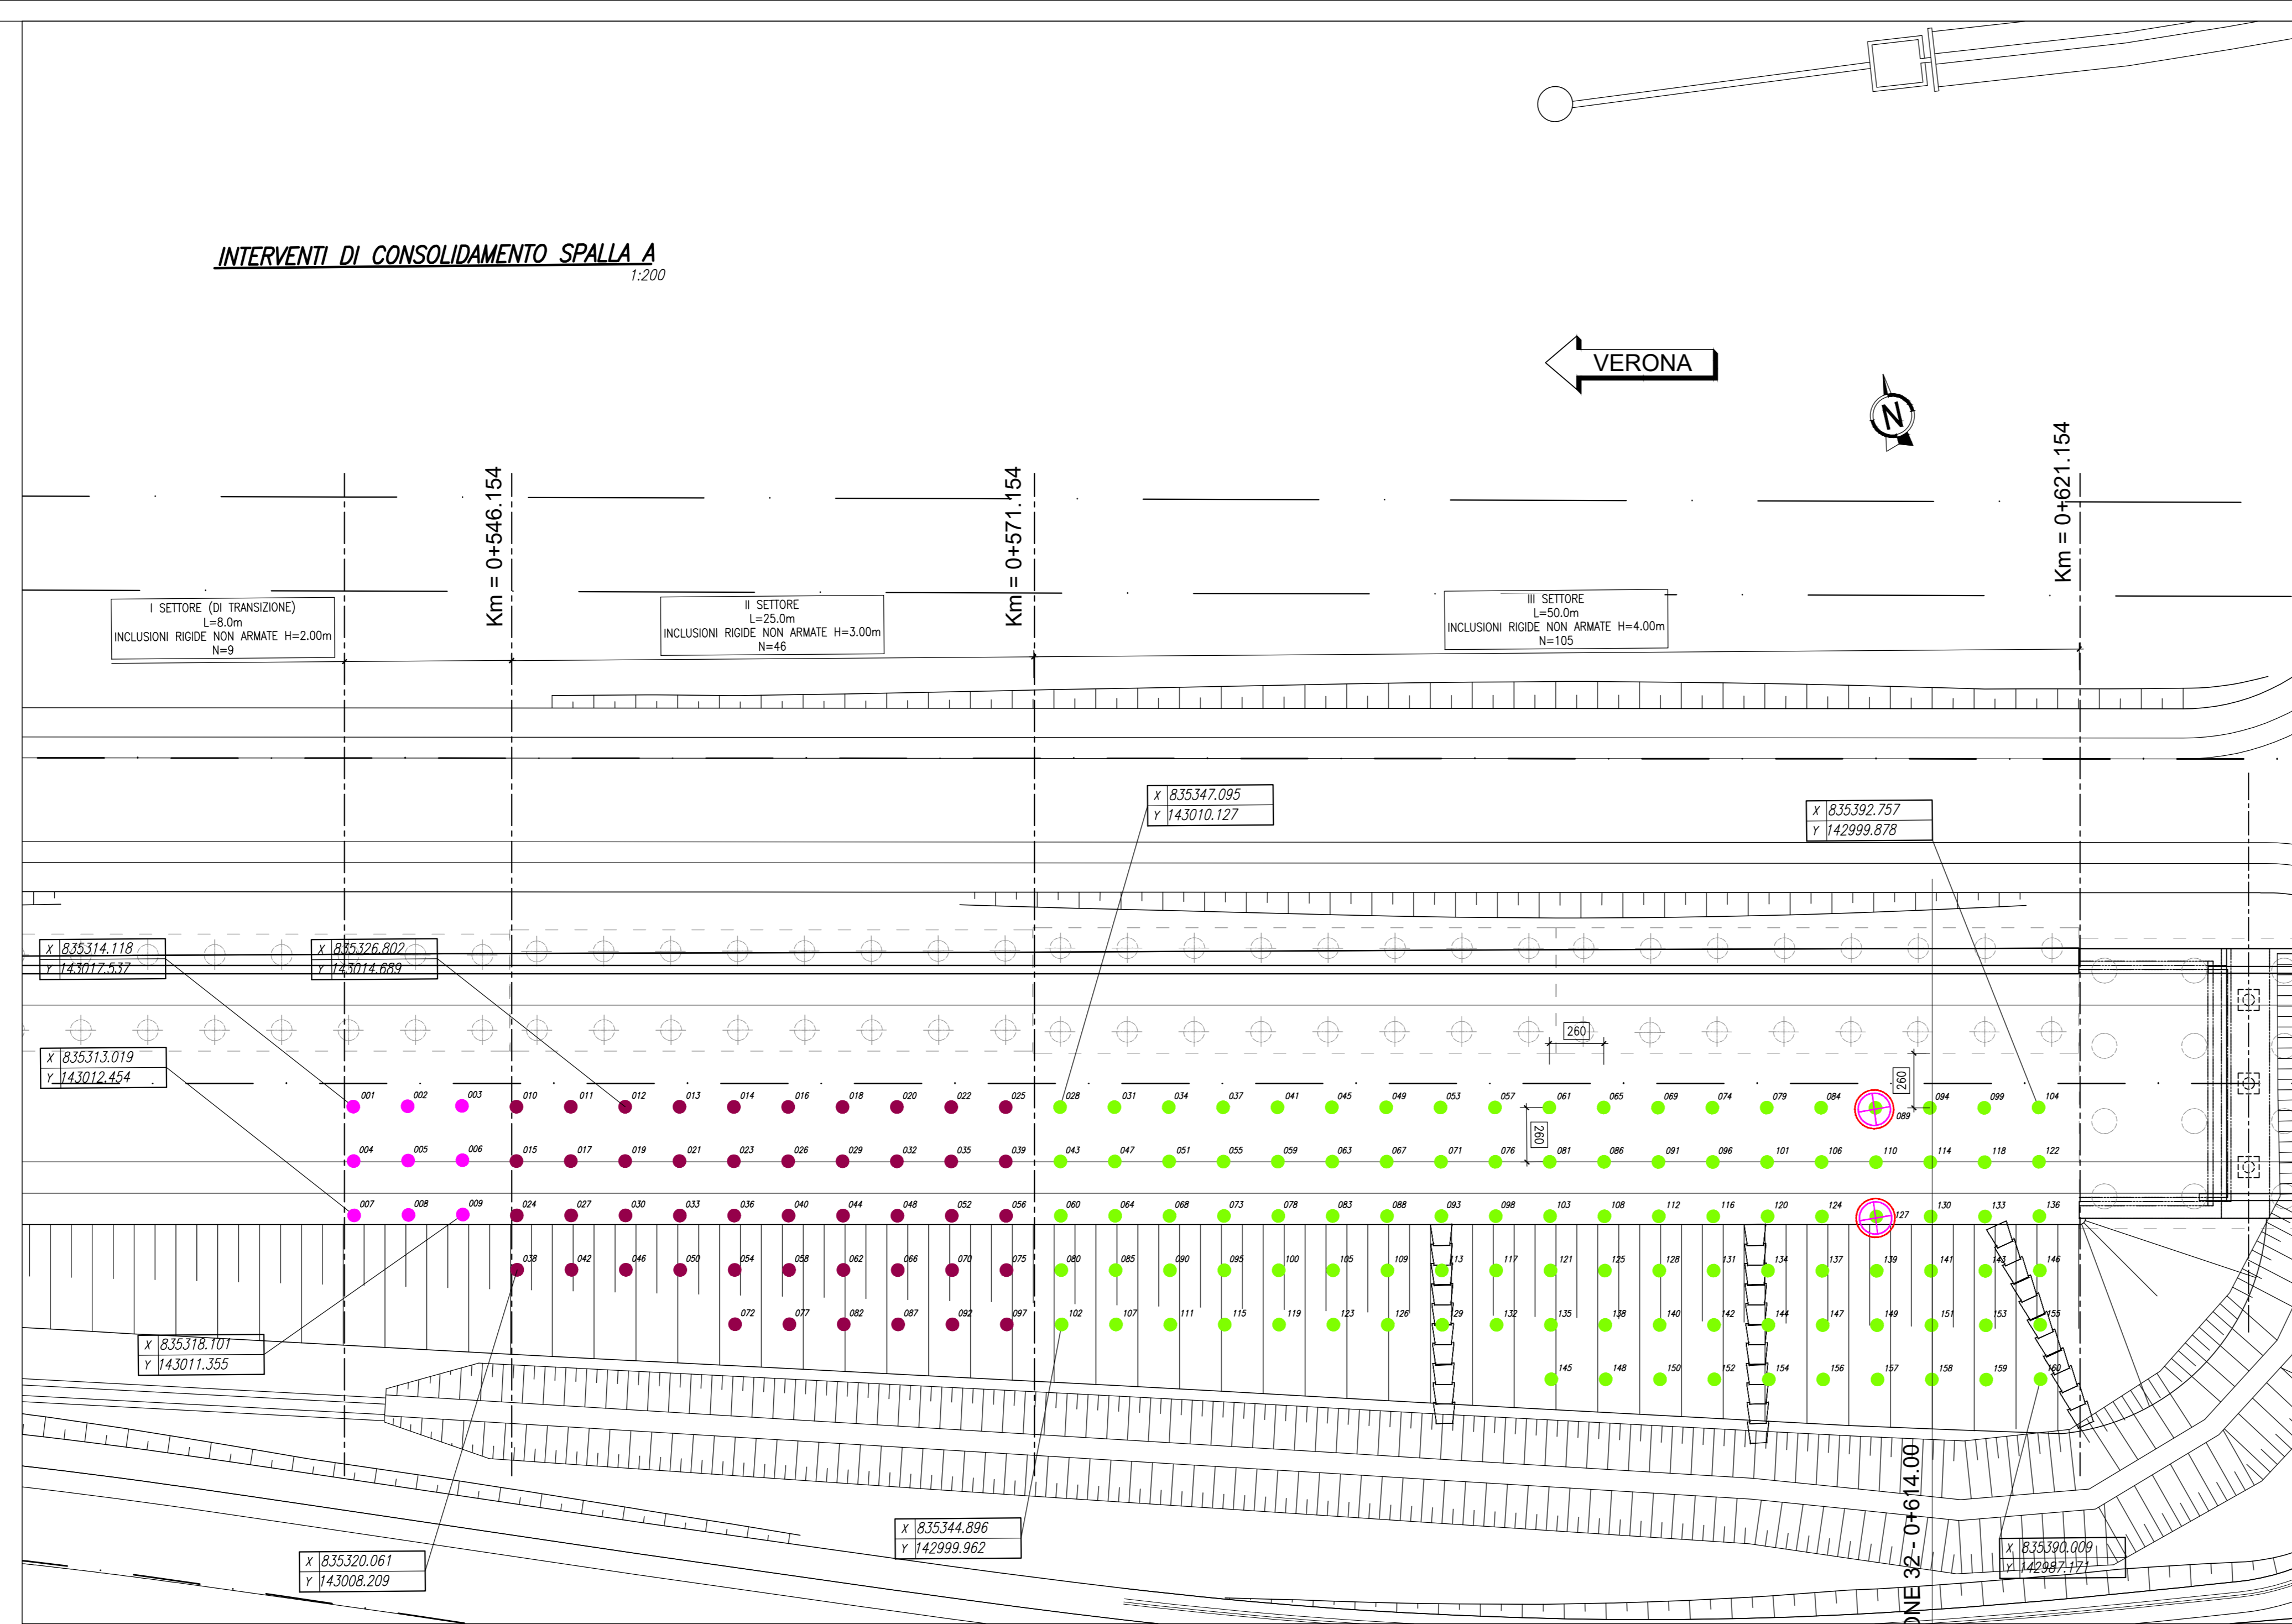 INTERVENTI DI CONSOLIDAMENTO SPALLA A
1:200
VERONA
N
Km = 0+546.154
Km = 0+571.154
Km = 0+621.154
I SETTORE (DI TRANSIZIONE)
L=8.0m
INCLUSIONI RIGIDE NON ARMATE H=2.00m
N=9
II SETTORE
L=25.0m
INCLUSIONI RIGIDE NON ARMATE H=3.00m
N=46
III SETTORE
L=50.0m
INCLUSIONI RIGIDE NON ARMATE H=4.00m
N=105
X 835347.095
Y 143010.127
X 835392.757
Y 142999.878
X 835314.118
Y 143017.537
X 835326.802
Y 143014.689
X 835313.019
Y 143012.454
260
260
260
001 002 003 010 011 012 013 014 016 018 020 022 025 028 031 034 037 041 045 049 053 057 061 065 069 074 079 084 089 094 099 104
004 005 006 015 017 019 021 023 026 029 032 035 039 043 047 051 055 059 063 067 071 076 081 086 091 096 101 106 110 114 118 122
007 008 009 024 027 030 033 036 040 044 048 052 056 060 064 068 073 078 083 088 093 098 103 108 112 116 120 124 127 130 133 136
038 042 046 050 054 058 062 066 070 075 080 085 090 095 100 105 109 113 117 121 125 128 131 134 137 139 141 143 146
072 077 082 087 092 097 102 107 111 115 119 123 126 129 132 135 138 140 142 144 147 149 151 153 155
145 148 150 152 154 156 157 158 159 160
X 835318.101
Y 143011.355
X 835344.896
Y 142999.962
X 835320.061
Y 143008.209
X 835390.009
Y 142987.171
ONE 32 - 0+614.00